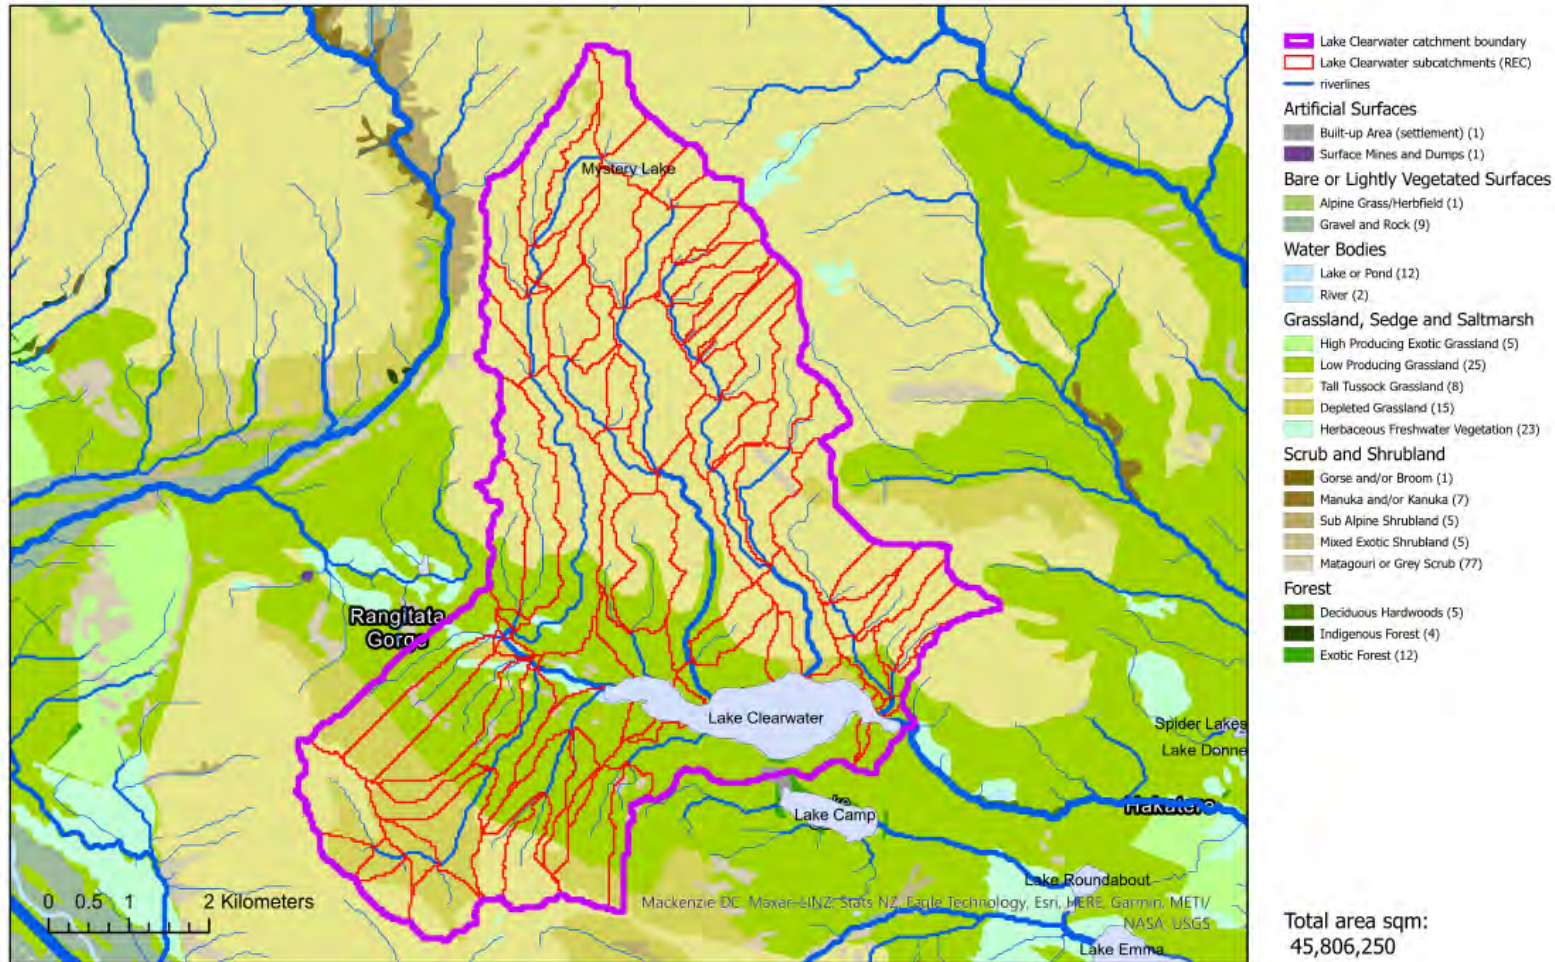 Mystery Lake
Rangitata
Gorge
Lake Clearwater
Spider Lakes
Lake Donne
Lake Camp
Hakatere
Lake Roundabout
Lake Emma
0 0.5 1 2 Kilometers
Mackenzie DC, Maxar, LINZ, Stats NZ, Eagle Technology, Esri, HERE, Garmin, METI/
NASA, USGS
Lake Clearwater catchment boundary
Lake Clearwater subcatchments (REC)
riverlines
Artificial Surfaces
Built-up Area (settlement) (1)
Surface Mines and Dumps (1)
Bare or Lightly Vegetated Surfaces
Alpine Grass/Herbfield (1)
Gravel and Rock (9)
Water Bodies
Lake or Pond (12)
River (2)
Grassland, Sedge and Saltmarsh
High Producing Exotic Grassland (5)
Low Producing Grassland (25)
Tall Tussock Grassland (8)
Depleted Grassland (15)
Herbaceous Freshwater Vegetation (23)
Scrub and Shrubland
Gorse and/or Broom (1)
Manuka and/or Kanuka (7)
Sub Alpine Shrubland (5)
Mixed Exotic Shrubland (5)
Matagouri or Grey Scrub (77)
Forest
Deciduous Hardwoods (5)
Indigenous Forest (4)
Exotic Forest (12)
Total area sqm:
45,806,250